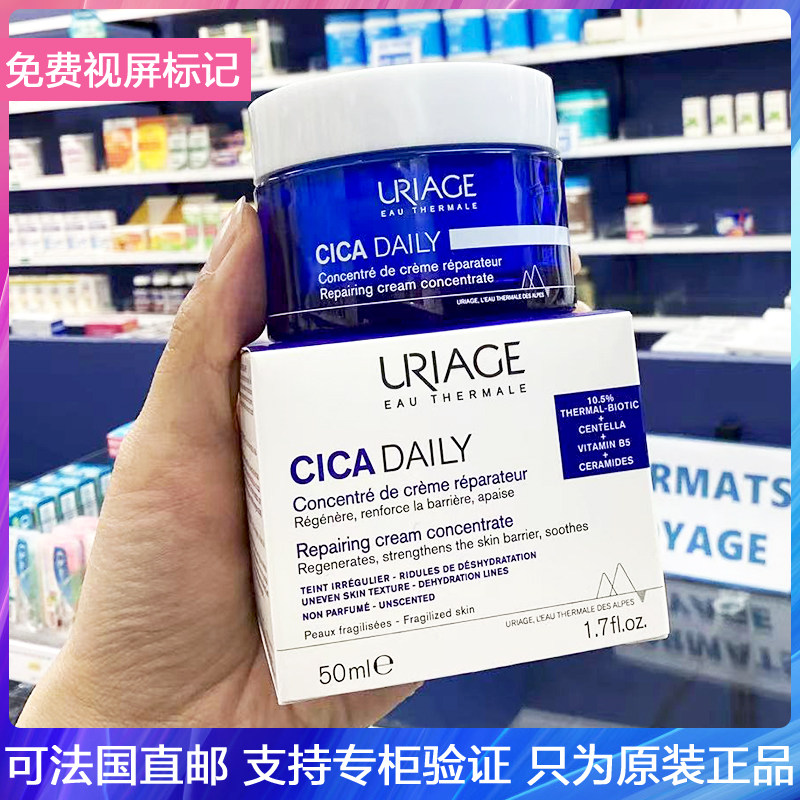 免费视屏标记
URIAGE
EAU THERMALE
CICA DAILY
Concentré de crème réparateur
Repairing cream concentrate
URIAGE, L'EAU THERMALE DES ALPES
URIAGE
EAU THERMALE
10.5%
THERMAL-BIOTIC
+
CENTELLA
+
VITAMIN B5
+
CERAMIDES
CICA DAILY
Concentré de crème réparateur
Régénère, renforce la barrière, apaise
Repairing cream concentrate
Regenerates, strengthens the skin barrier, soothes
TEINT IRRÉGULIER - RIDULES DE DÉSHYDRATATION
UNEVEN SKIN TEXTURE - DEHYDRATION LINES
NON PARFUMÉ - UNSCENTED
Peaux fragilisées - Fragilized skin
URIAGE, L'EAU THERMALE DES ALPES
50ml℮
1.7fl.oz.
RMATS
OYAGE
可法国直邮 支持专柜验证 只为原装正品